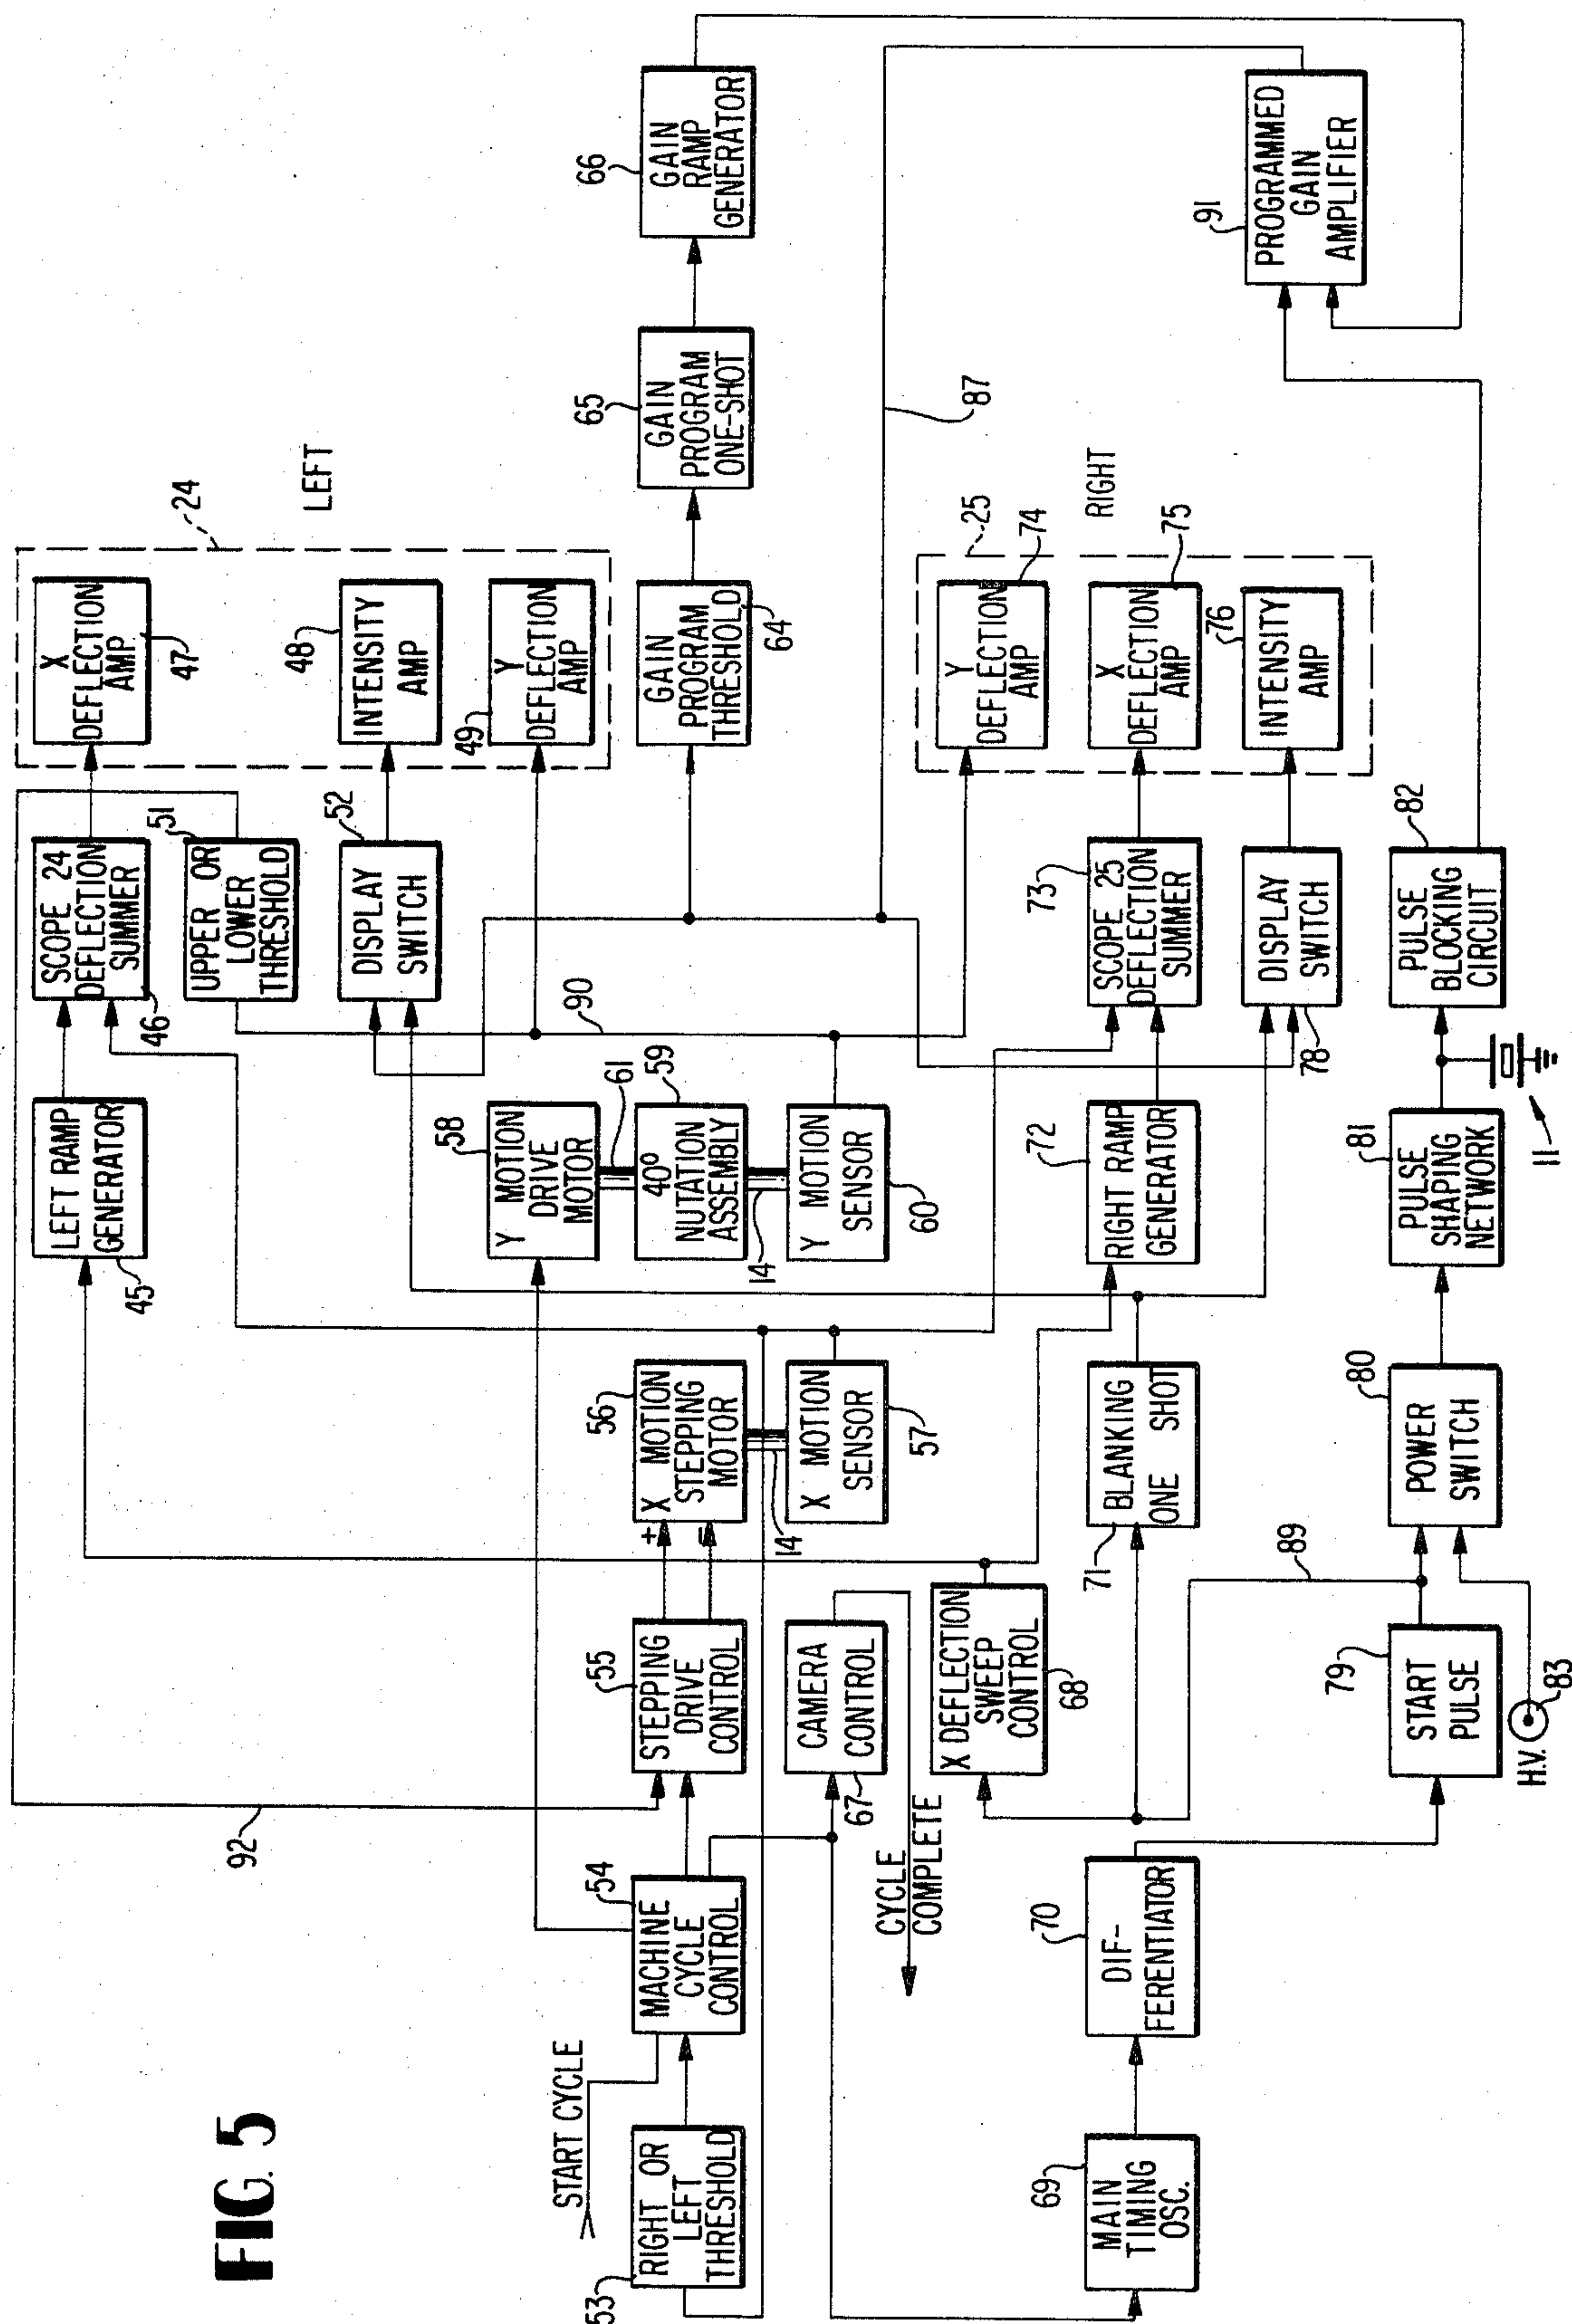 FIG. 5
LEFT RAMP
GENERATOR
45
SCOPE 24
DEFLECTION
SUMMER
46
X
DEFLECTION
AMP
47
24
LEFT
UPPER OR
LOWER
THRESHOLD
51
DISPLAY
SWITCH
52
INTENSITY
AMP
48
Y
DEFLECTION
AMP
49
92
90
START CYCLE
RIGHT OR
LEFT
THRESHOLD
53
MACHINE
CYCLE
CONTROL
54
STEPPING
DRIVE
CONTROL
55
+
−
X MOTION
STEPPING
MOTOR
56
14
X MOTION
SENSOR
57
Y MOTION
DRIVE
MOTOR
58
61
40°
NUTATION
ASSEMBLY
59
14
Y MOTION
SENSOR
60
GAIN
PROGRAM
THRESHOLD
64
GAIN
PROGRAM
ONE-SHOT
65
GAIN
RAMP
GENERATOR
66
CAMERA
CONTROL
67
CYCLE
COMPLETE
X DEFLECTION
SWEEP
CONTROL
68
87
MAIN
TIMING
OSC.
69
DIF-
FERENTIATOR
70
BLANKING
ONE SHOT
71
RIGHT RAMP
GENERATOR
72
SCOPE 25
DEFLECTION
SUMMER
73
Y
DEFLECTION
AMP
74
25
RIGHT
X
DEFLECTION
AMP
75
DISPLAY
SWITCH
78
INTENSITY
AMP
76
START
PULSE
79
89
H.V.
83
POWER
SWITCH
80
PULSE
SHAPING
NETWORK
81
11
PULSE
BLOCKING
CIRCUIT
82
PROGRAMMED
GAIN
AMPLIFIER
91